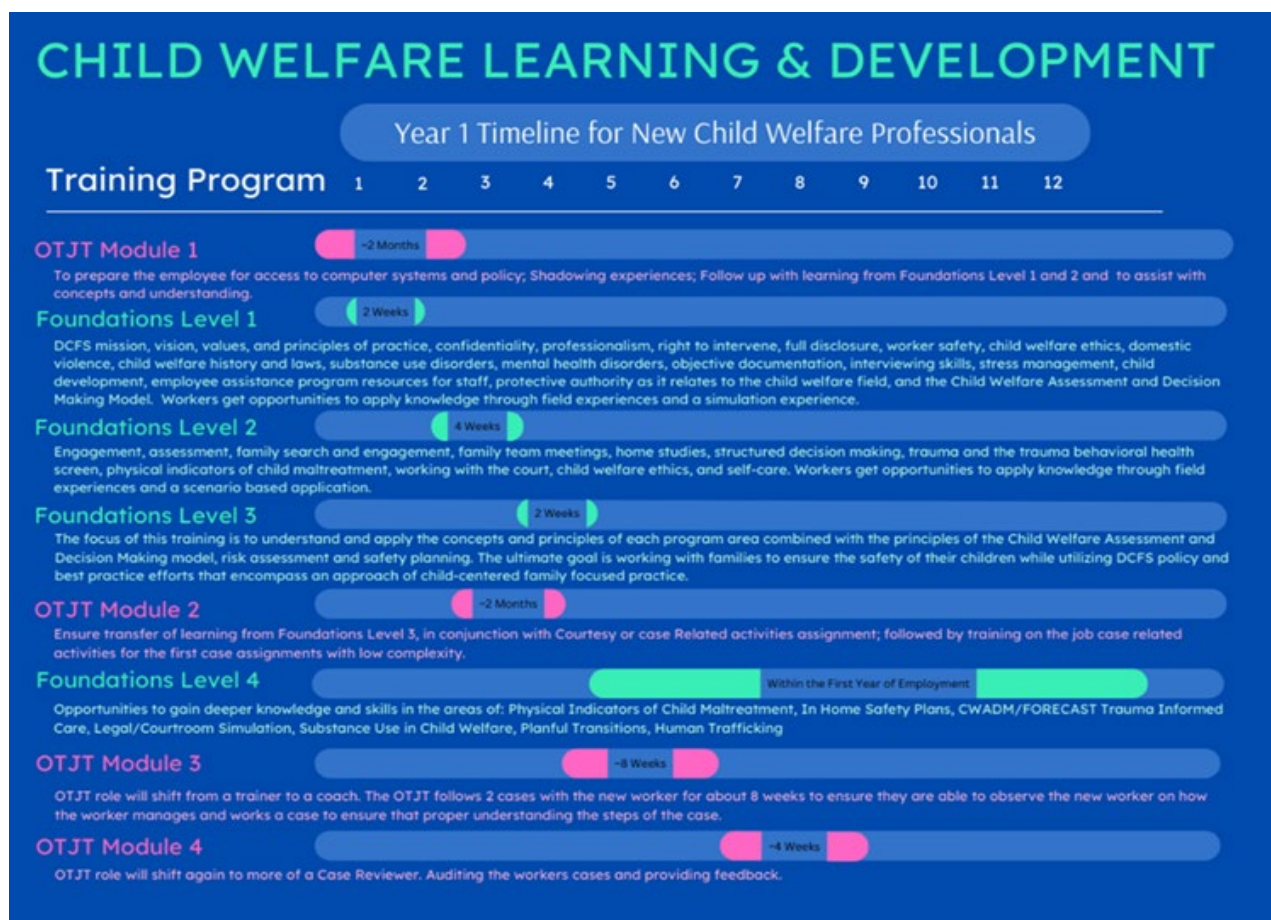 CHILD WELFARE LEARNING & DEVELOPMENT
Year 1 Timeline for New Child Welfare Professionals
Training Program 1 2 3 4 5 6 7 8 9 10 11 12
OTJT Module 1
~2 Months
To prepare the employee for access to computer systems and policy; Shadowing experiences; Follow up with learning from Foundations Level 1 and 2 and to assist with
concepts and understanding.
Foundations Level 1
2 Weeks
DCFS mission, vision, values, and principles of practice, confidentiality, professionalism, right to intervene, full disclosure, worker safety, child welfare ethics, domestic
violence, child welfare history and laws, substance use disorders, mental health disorders, objective documentation, interviewing skills, stress management, child
development, employee assistance program resources for staff, protective authority as it relates to the child welfare field, and the Child Welfare Assessment and Decision
Making Model. Workers get opportunities to apply knowledge through field experiences and a simulation experience.
Foundations Level 2
4 Weeks
Engagement, assessment, family search and engagement, family team meetings, home studies, structured decision making, trauma and the trauma behavioral health
screen, physical indicators of child maltreatment, working with the court, child welfare ethics, and self-care. Workers get opportunities to apply knowledge through field
experiences and a scenario based application.
Foundations Level 3
2 Weeks
The focus of this training is to understand and apply the concepts and principles of each program area combined with the principles of the Child Welfare Assessment and
Decision Making model, risk assessment and safety planning. The ultimate goal is working with families to ensure the safety of their children while utilizing DCFS policy and
best practice efforts that encompass an approach of child-centered family focused practice.
OTJT Module 2
~2 Months
Ensure transfer of learning from Foundations Level 3, in conjunction with Courtesy or case Related activities assignment; followed by training on the job case related
activities for the first case assignments with low complexity.
Foundations Level 4
Within the First Year of Employment
Opportunities to gain deeper knowledge and skills in the areas of: Physical Indicators of Child Maltreatment, In Home Safety Plans, CWADM/FORECAST Trauma Informed
Care, Legal/Courtroom Simulation, Substance Use in Child Welfare, Planful Transitions, Human Trafficking
OTJT Module 3
~8 Weeks
OTJT role will shift from a trainer to a coach. The OTJT follows 2 cases with the new worker for about 8 weeks to ensure they are able to observe the new worker on how
the worker manages and works a case to ensure that proper understanding the steps of the case.
OTJT Module 4
~4 Weeks
OTJT role will shift again to more of a Case Reviewer. Auditing the workers cases and providing feedback.